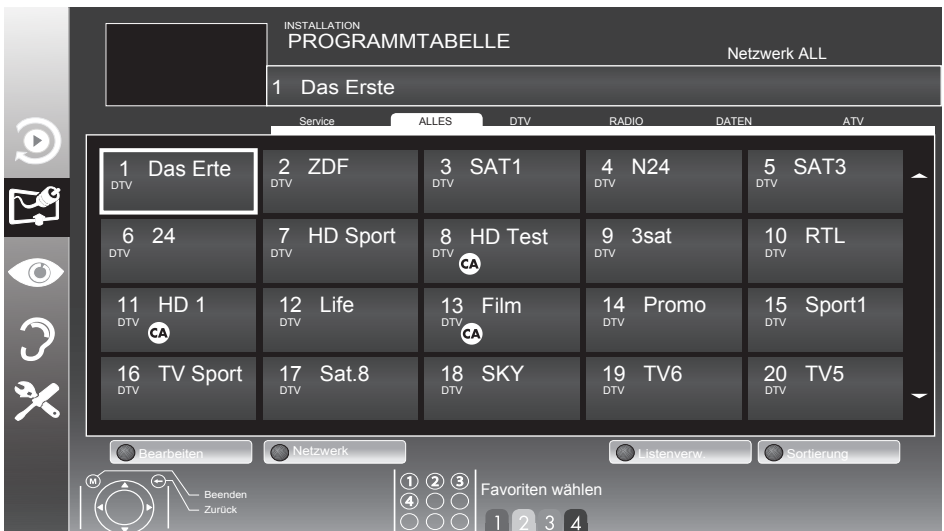 INSTALLATION
PROGRAMMTABELLE
Netzwerk ALL
1 Das Erste
Service ALLES DTV RADIO DATEN ATV
1 Das Erte 2 ZDF 3 SAT1 4 N24 5 SAT3
DTV DTV DTV DTV DTV
6 24 7 HD Sport 8 HD Test 9 3sat 10 RTL
DTV DTV DTV DTV DTV
CA
11 HD 1 12 Life 13 Film 14 Promo 15 Sport1
DTV DTV DTV DTV DTV
CA CA
16 TV Sport 17 Sat.8 18 SKY 19 TV6 20 TV5
DTV DTV DTV DTV DTV
Bearbeiten Netzwerk Listenverw. Sortierung
M
Beenden
Zurück
1 2 3
4
Favoriten wählen
1 2 3 4